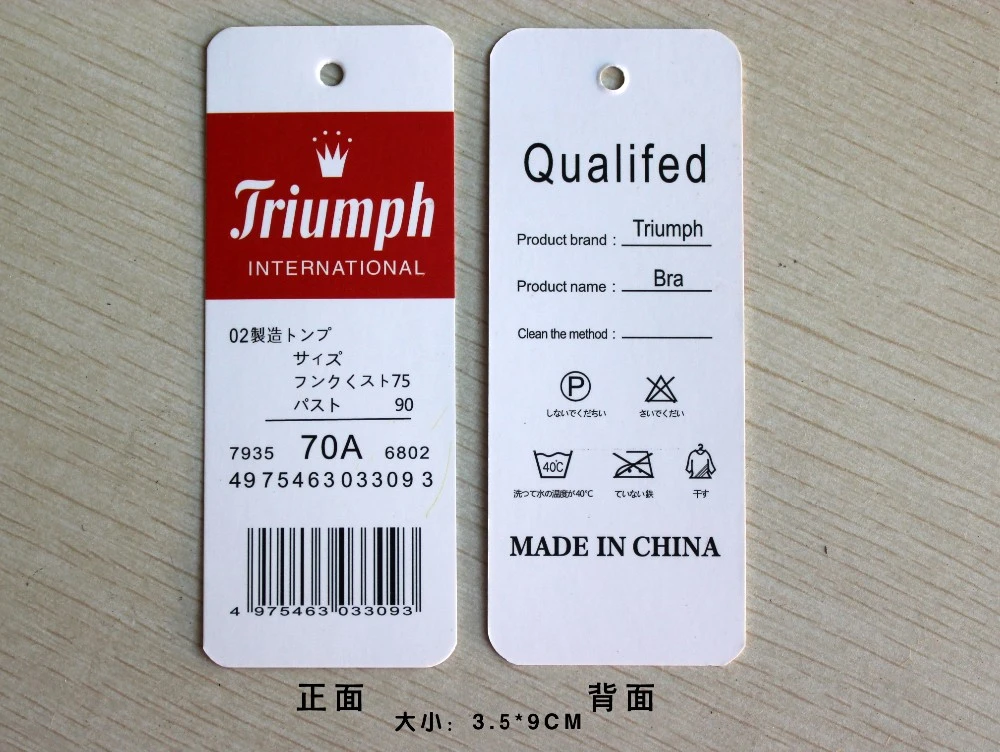 Triumph
INTERNATIONAL
02製造トンプ
サイズ
フンクくスト75
パスト 90
7935 70A 6802
4975463033093
4 975463 033093
Qualifed
Product brand : Triumph
Product name : Bra
Clean the method :
P
しないでくだちい さいでくだい
40℃
洗つて水の温度が40℃ ていない鉄 干す
MADE IN CHINA
正面 背面
大小: 3.5*9CM